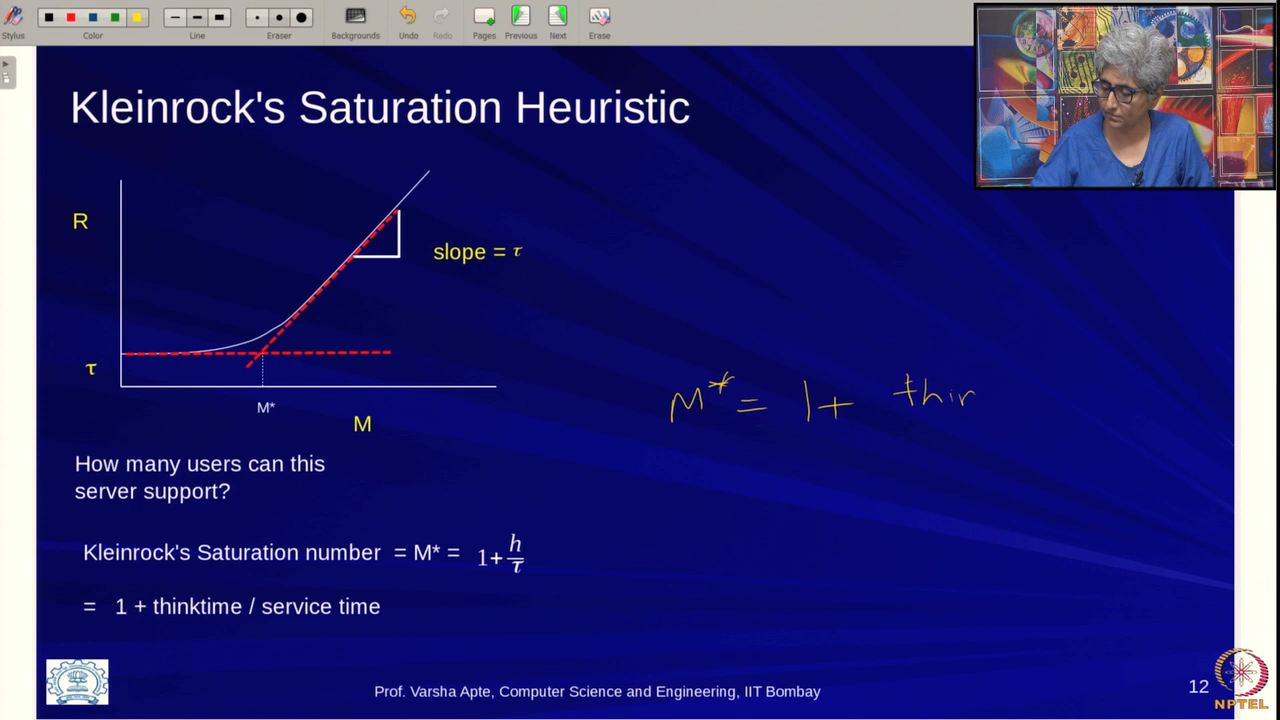 Stylus Color Line Eraser Backgrounds Undo Redo Pages Previous Next Erase
Kleinrock's Saturation Heuristic
R
slope = τ
τ
M*
M
M* = 1 + thin
How many users can this
server support?
Kleinrock's Saturation number = M* = 1+ h/τ
= 1 + thinktime / service time
Prof. Varsha Apte, Computer Science and Engineering, IIT Bombay
12
NPTEL